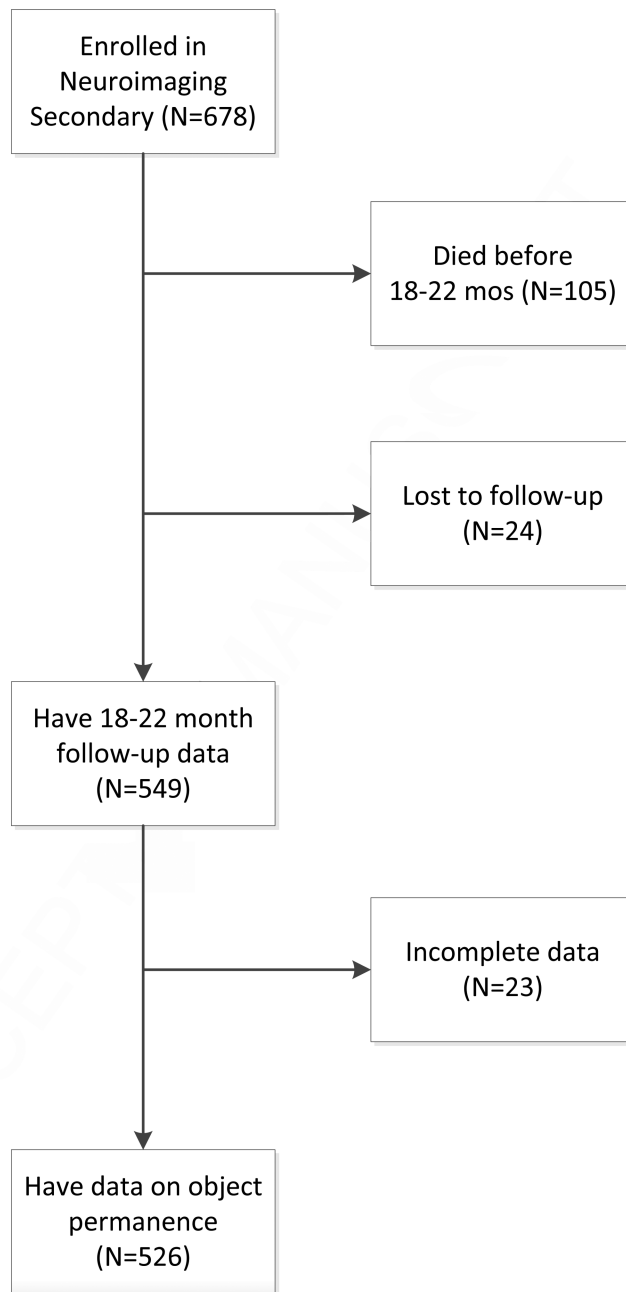 Enrolled in
Neuroimaging
Secondary (N=678)
Died before
18-22 mos (N=105)
Lost to follow-up
(N=24)
Have 18-22 month
follow-up data
(N=549)
Incomplete data
(N=23)
Have data on object
permanence
(N=526)